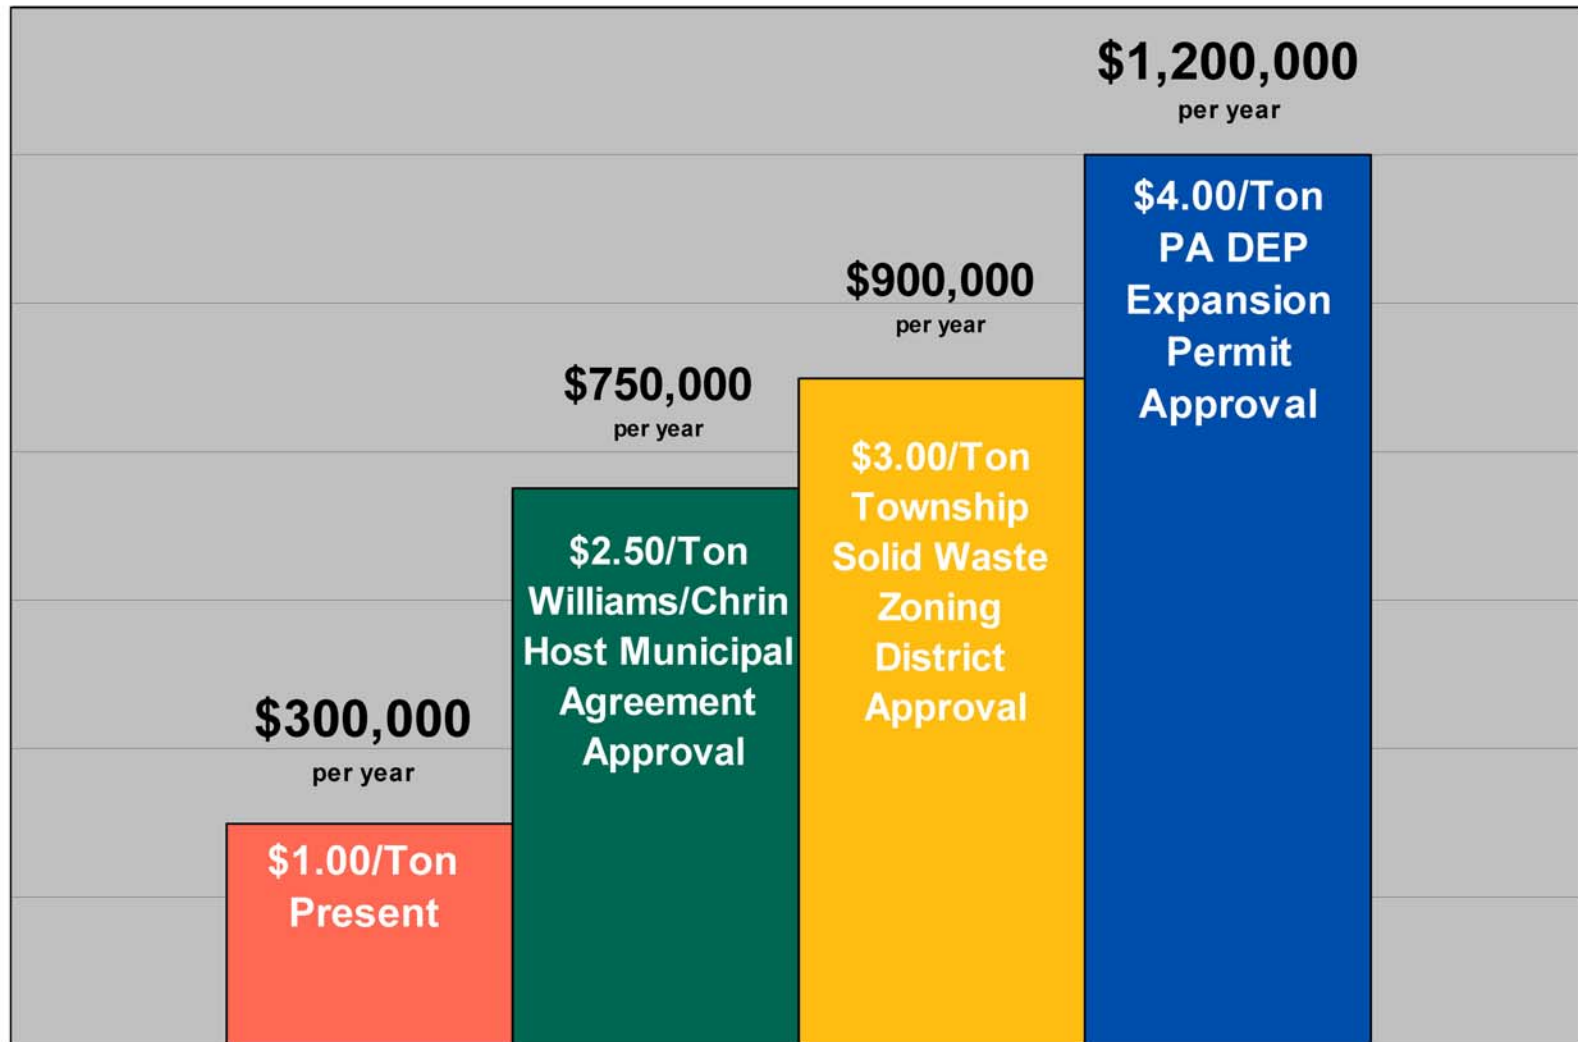 $300,000
per year
$1.00/Ton
Present
$750,000
per year
$2.50/Ton
Williams/Chrin
Host Municipal
Agreement
Approval
$900,000
per year
$3.00/Ton
Township
Solid Waste
Zoning
District
Approval
$1,200,000
per year
$4.00/Ton
PA DEP
Expansion
Permit
Approval